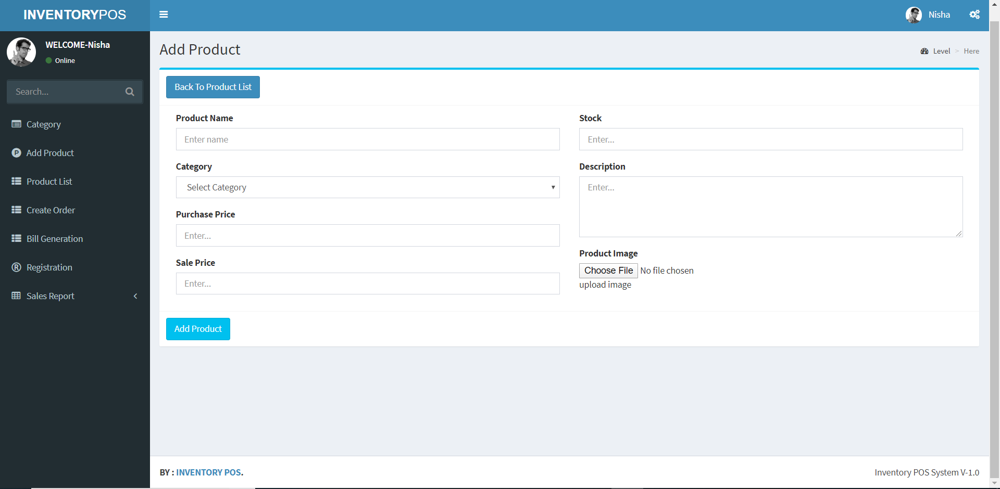 INVENTORYPOS
Nisha
WELCOME-Nisha
Online
Search...
Category
Add Product
Product List
Create Order
Bill Generation
Registration
Sales Report
Add Product
Level > Here
Back To Product List
Product Name
Enter name
Category
Select Category
Purchase Price
Enter...
Sale Price
Enter...
Stock
Enter...
Description
Enter...
Product Image
Choose File No file chosen
upload image
Add Product
BY : INVENTORY POS.
Inventory POS System V-1.0